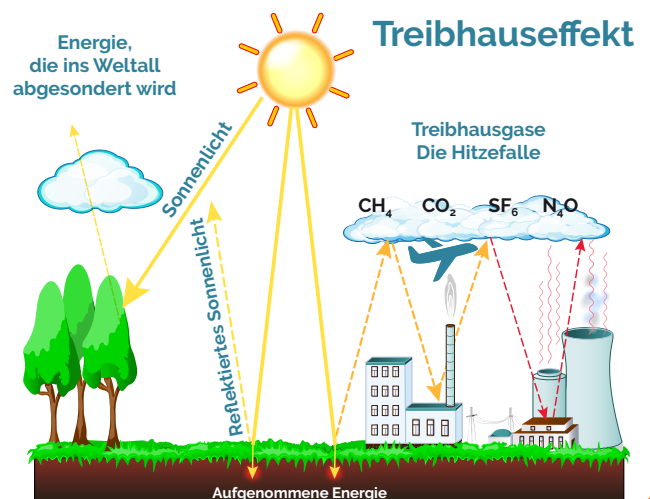 Treibhauseffekt
Energie,
die ins Weltall
abgesondert wird
Sonnenlicht
Reflektiertes Sonnenlicht
Treibhausgase
Die Hitzefalle
CH₄ CO₂ SF₆ N₄O
Aufgenommene Energie